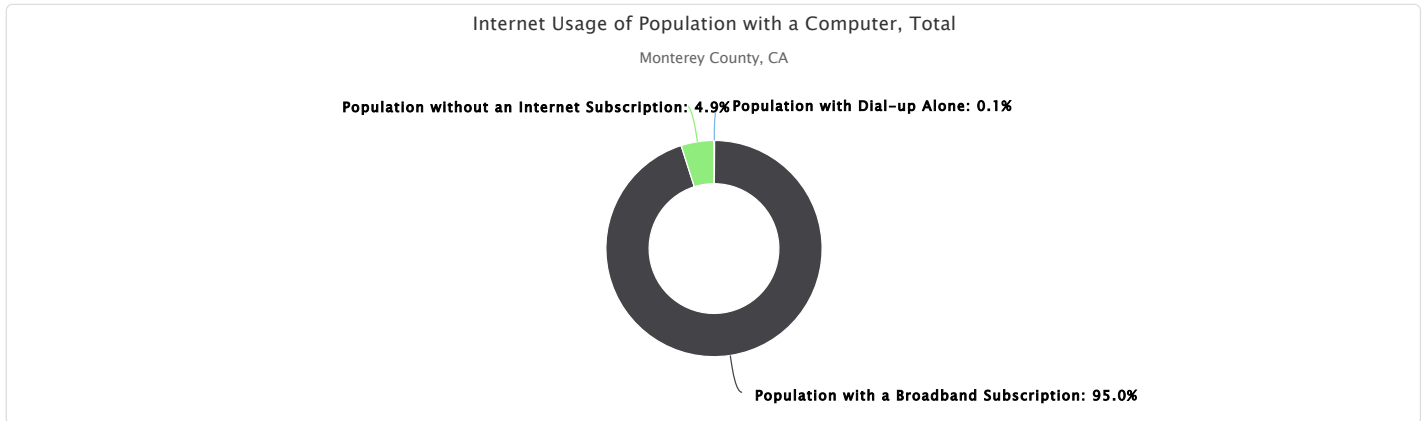 Internet Usage of Population with a Computer, Total
Monterey County, CA
Population without an Internet Subscription: 4.9%
Population with Dial-up Alone: 0.1%
Population with a Broadband Subscription: 95.0%